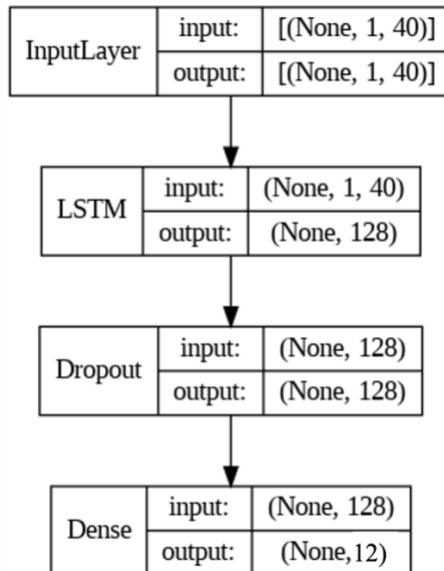 InputLayer
input: [(None, 1, 40)]
output: [(None, 1, 40)]
LSTM
input: (None, 1, 40)
output: (None, 128)
Dropout
input: (None, 128)
output: (None, 128)
Dense
input: (None, 128)
output: (None,12)